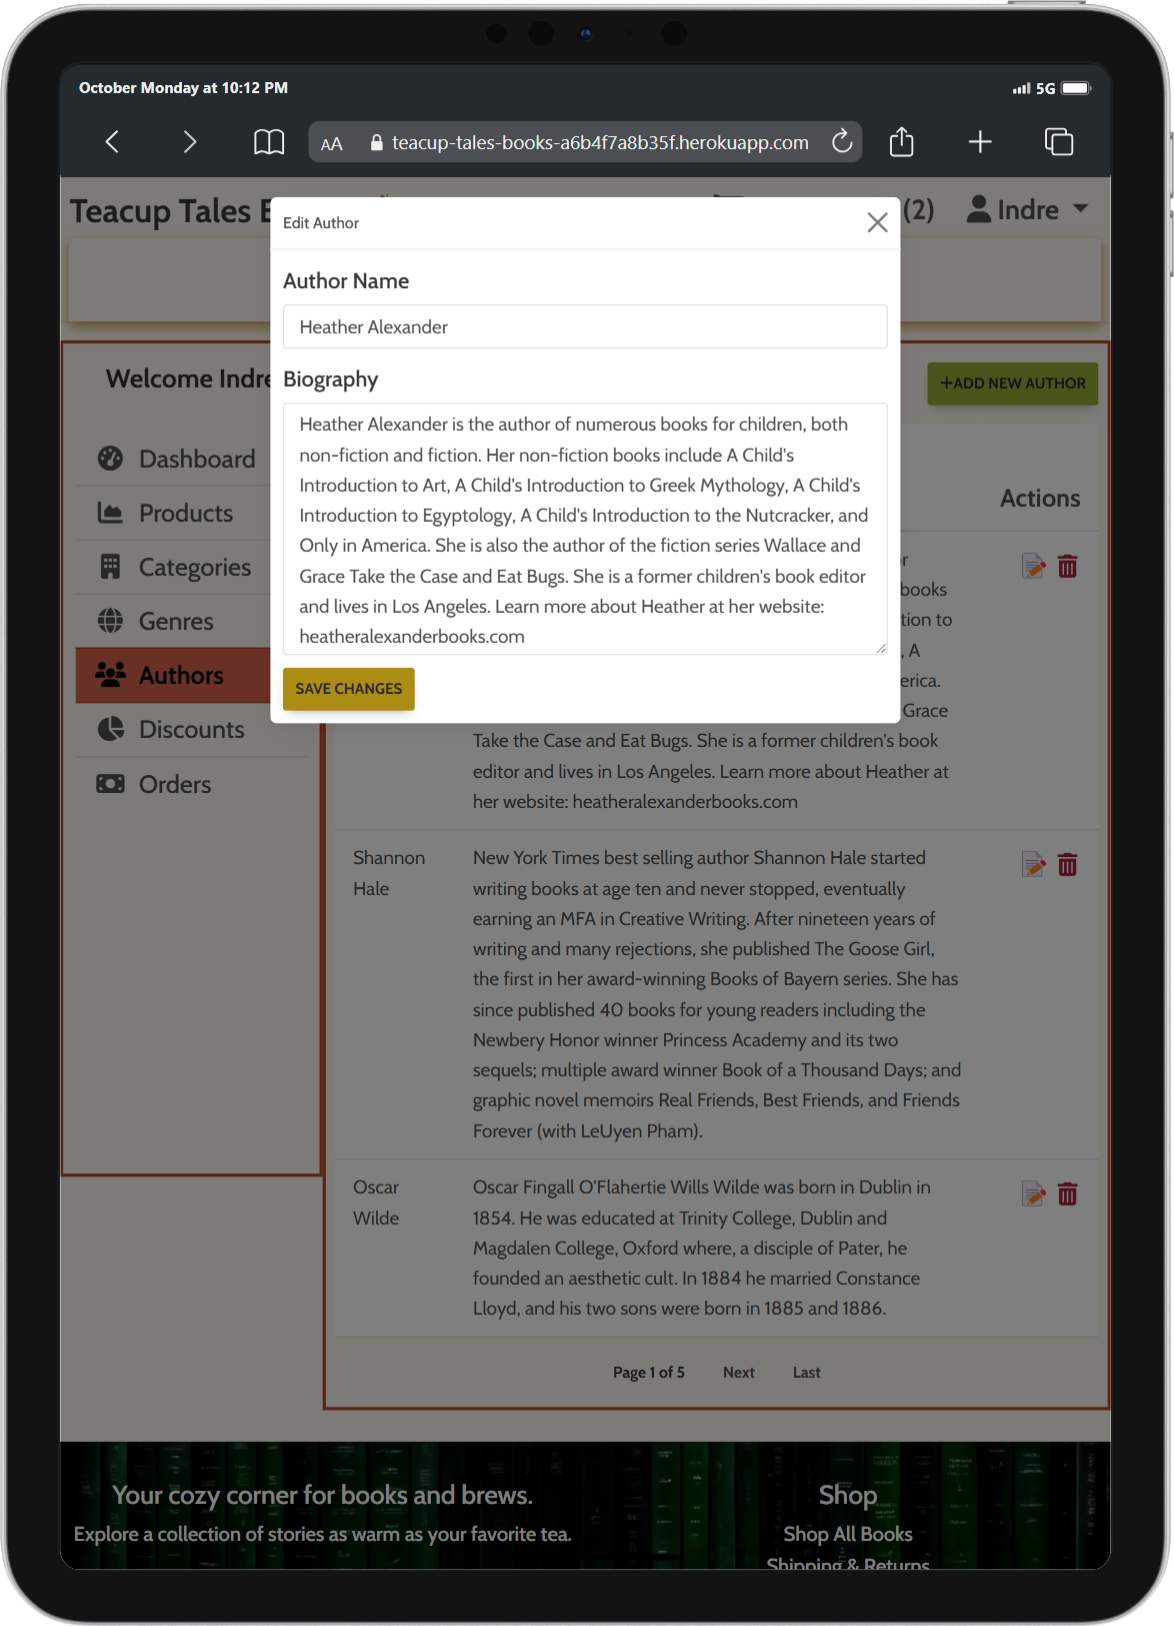 October Monday at 10:12 PM
5G
AA
teacup-tales-books-a6b4f7a8b35f.herokuapp.com
Teacup Tales
(2)
Indre
Edit Author
Author Name
Heather Alexander
Welcome Indre
Biography
+ADD NEW AUTHOR
Heather Alexander is the author of numerous books for children, both
non-fiction and fiction. Her non-fiction books include A Child's
Introduction to Art, A Child's Introduction to Greek Mythology, A Child's
Introduction to Egyptology, A Child's Introduction to the Nutcracker, and
Only in America. She is also the author of the fiction series Wallace and
Grace Take the Case and Eat Bugs. She is a former children's book editor
and lives in Los Angeles. Learn more about Heather at her website:
heatheralexanderbooks.com
SAVE CHANGES
Dashboard
Products
Categories
Genres
Authors
Discounts
Orders
Actions
books
to
, A
Grace
Take the Case and Eat Bugs. She is a former children's book
editor and lives in Los Angeles. Learn more about Heather at
her website: heatheralexanderbooks.com
Shannon
Hale
New York Times best selling author Shannon Hale started
writing books at age ten and never stopped, eventually
earning an MFA in Creative Writing. After nineteen years of
writing and many rejections, she published The Goose Girl,
the first in her award-winning Books of Bayern series. She has
since published 40 books for young readers including the
Newbery Honor winner Princess Academy and its two
sequels; multiple award winner Book of a Thousand Days; and
graphic novel memoirs Real Friends, Best Friends, and Friends
Forever (with LeUyen Pham).
Oscar
Wilde
Oscar Fingall O'Flahertie Wills Wilde was born in Dublin in
1854. He was educated at Trinity College, Dublin and
Magdalen College, Oxford where, a disciple of Pater, he
founded an aesthetic cult. In 1884 he married Constance
Lloyd, and his two sons were born in 1885 and 1886.
Page 1 of 5 Next Last
Your cozy corner for books and brews.
Explore a collection of stories as warm as your favorite tea.
Shop
Shop All Books
Shipping & Returns